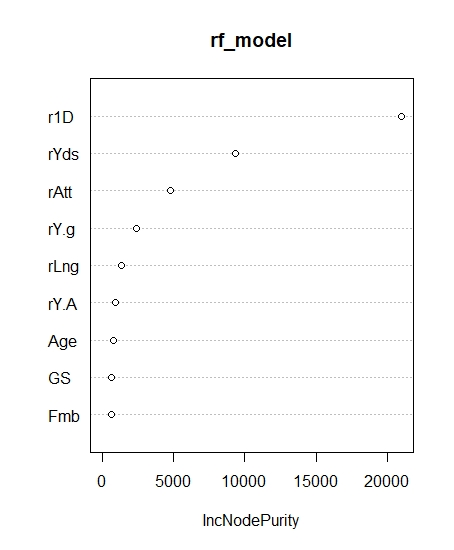 rf_model
r1D
rYds
rAtt
rY.g
rLng
rY.A
Age
GS
Fmb
0 5000 10000 15000 20000
IncNodePurity